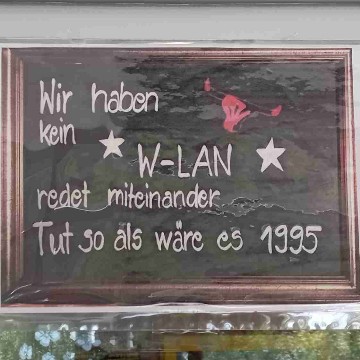 Wir haben
kein
W-LAN
redet miteinander
Tut so als wäre es 1995